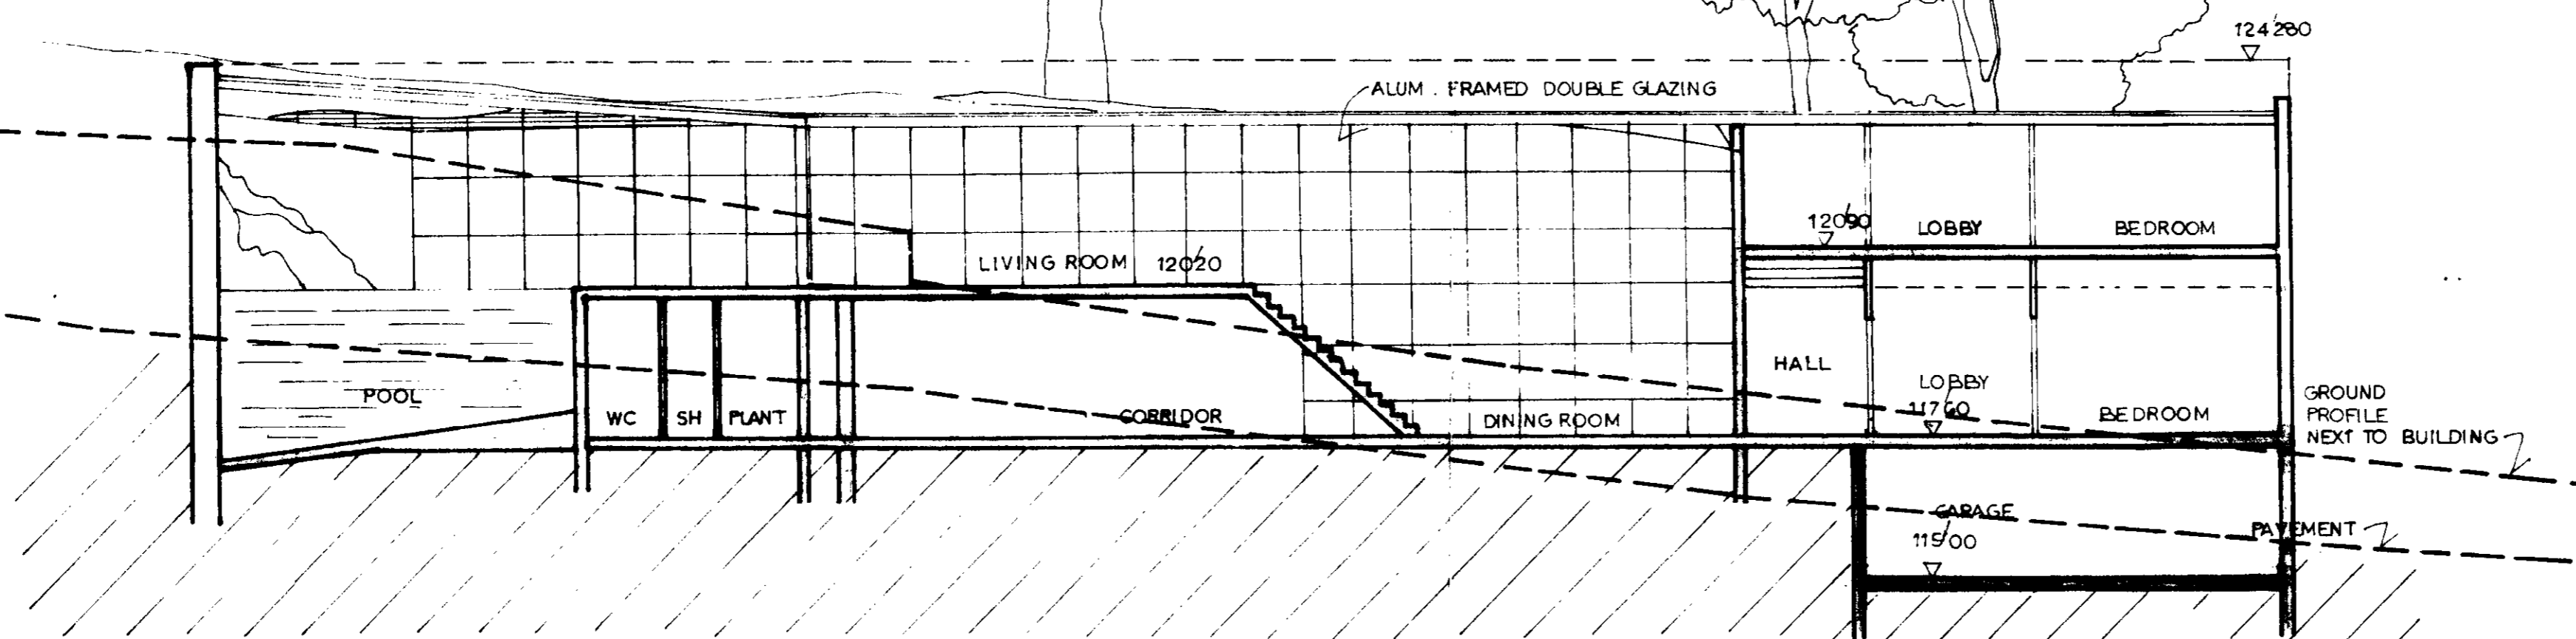 124280
ALUM. FRAMED DOUBLE GLAZING
12090
LOBBY
BEDROOM
LIVING ROOM
12020
HALL
LOBBY
11760
BEDROOM
POOL
WC
SH
PLANT
CORRIDOR
DINING ROOM
GROUND
PROFILE
NEXT TO BUILDING
GARAGE
11500
PAVEMENT